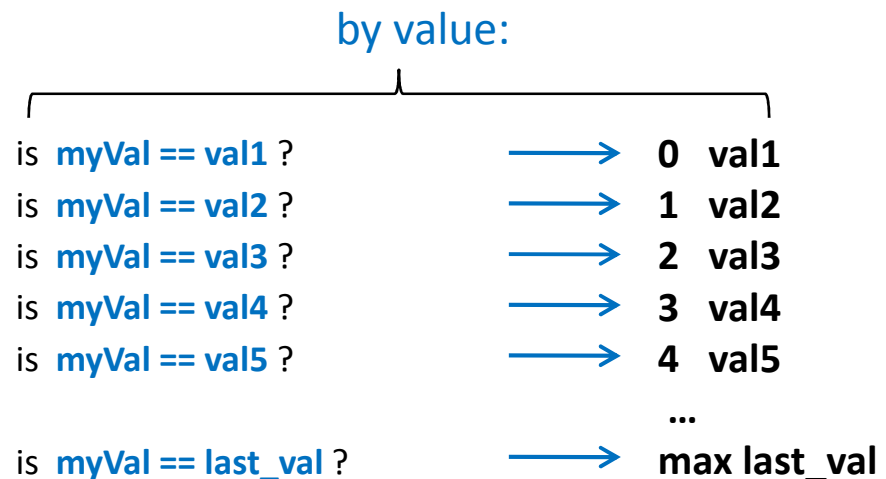 by value:
is myVal == val1 ? 0 val1
is myVal == val2 ? 1 val2
is myVal == val3 ? 2 val3
is myVal == val4 ? 3 val4
is myVal == val5 ? 4 val5
...
is myVal == last_val ? max last_val